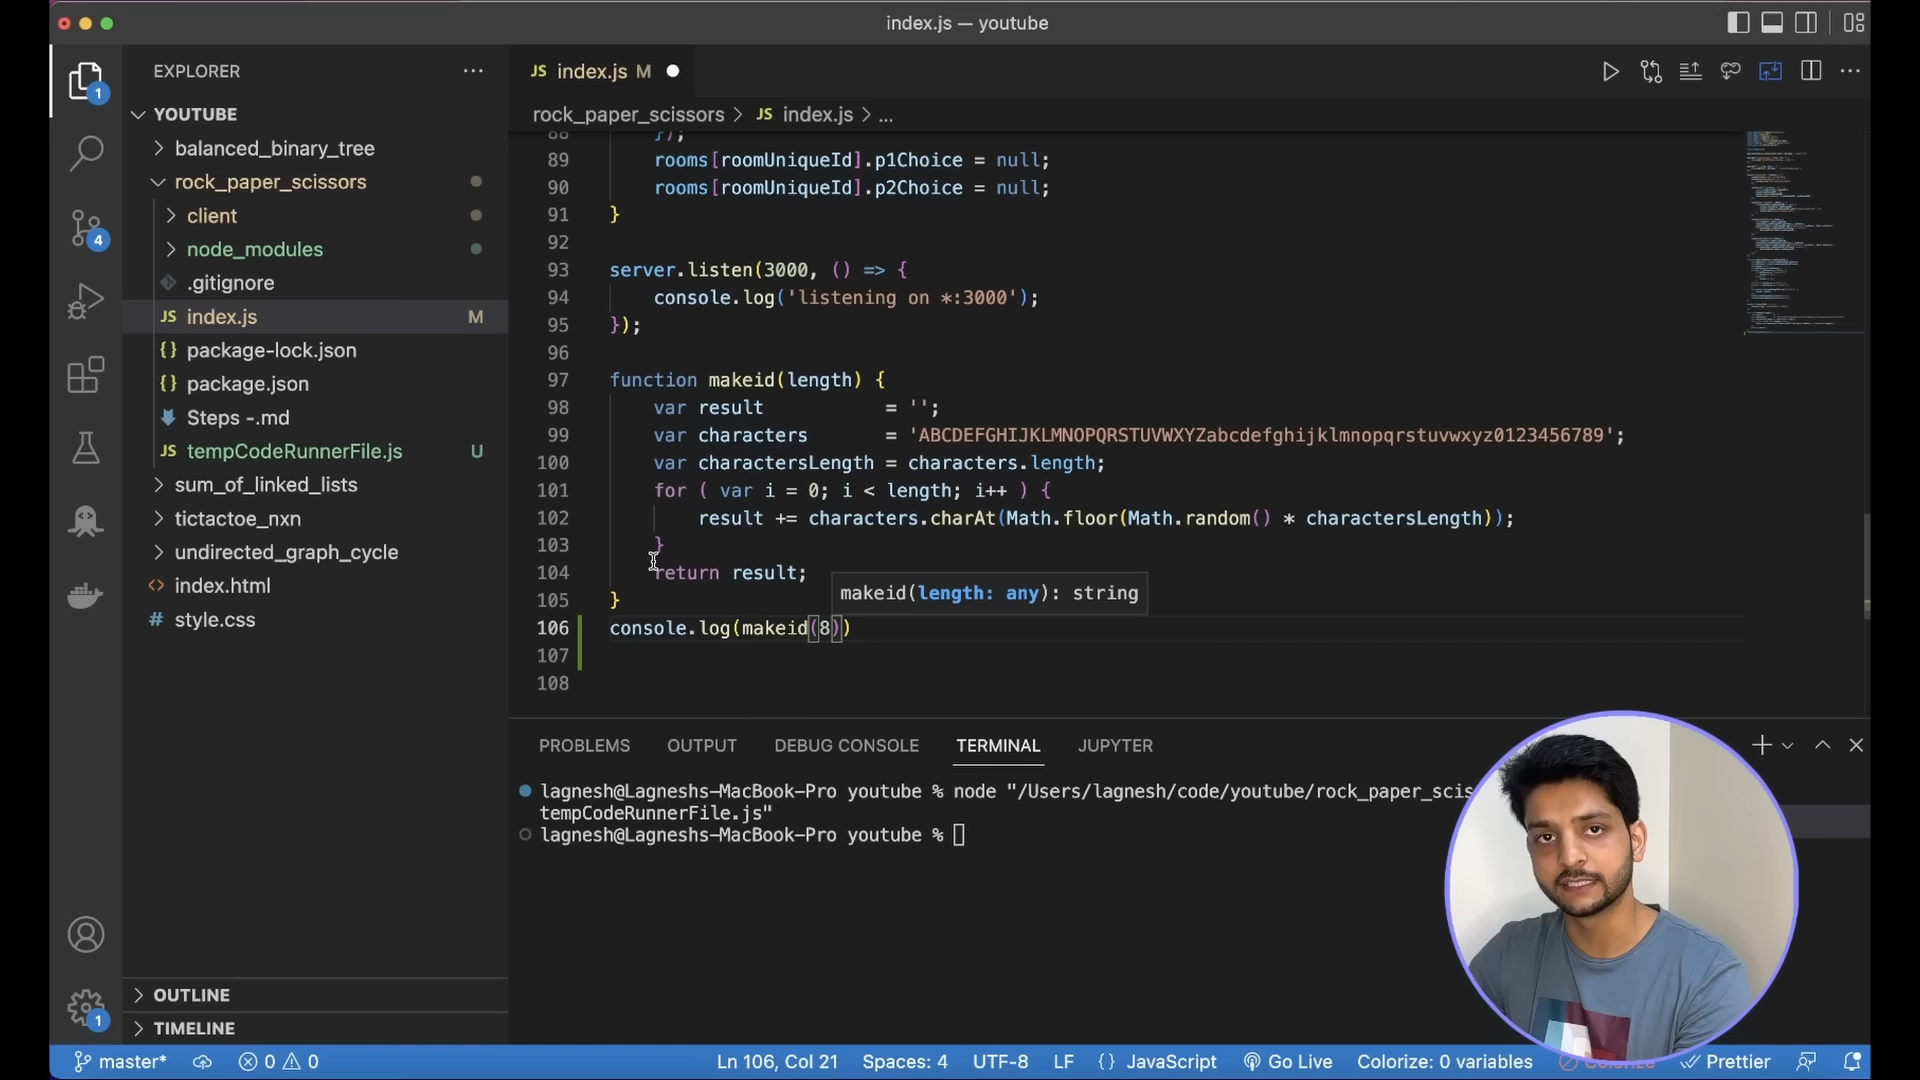 index.js — youtube
EXPLORER
YOUTUBE
balanced_binary_tree
rock_paper_scissors
client
node_modules
.gitignore
JS index.js M
{} package-lock.json
{} package.json
Steps -.md
JS tempCodeRunnerFile.js U
sum_of_linked_lists
tictactoe_nxn
undirected_graph_cycle
<> index.html
style.css
OUTLINE
TIMELINE
1
4
1
JS index.js M
rock_paper_scissors > JS index.js > ...
88 });
89 rooms[roomUniqueId].p1Choice = null;
90 rooms[roomUniqueId].p2Choice = null;
91 }
92
93 server.listen(3000, () => {
94 console.log('listening on *:3000');
95 });
96
97 function makeid(length) {
98 var result = '';
99 var characters = 'ABCDEFGHIJKLMNOPQRSTUVWXYZabcdefghijklmnopqrstuvwxyz0123456789';
100 var charactersLength = characters.length;
101 for ( var i = 0; i < length; i++ ) {
102 result += characters.charAt(Math.floor(Math.random() * charactersLength));
103 }
104 return result;
makeid(length: any): string
105 }
106 console.log(makeid(8))
107
108
PROBLEMS OUTPUT DEBUG CONSOLE TERMINAL JUPYTER
lagnesh@Lagneshs-MacBook-Pro youtube % node "/Users/lagnesh/code/youtube/rock_paper_scis
tempCodeRunnerFile.js"
lagnesh@Lagneshs-MacBook-Pro youtube %
master* 0 0 Ln 106, Col 21 Spaces: 4 UTF-8 LF {} JavaScript Go Live Colorize: 0 variables Colorize Prettier